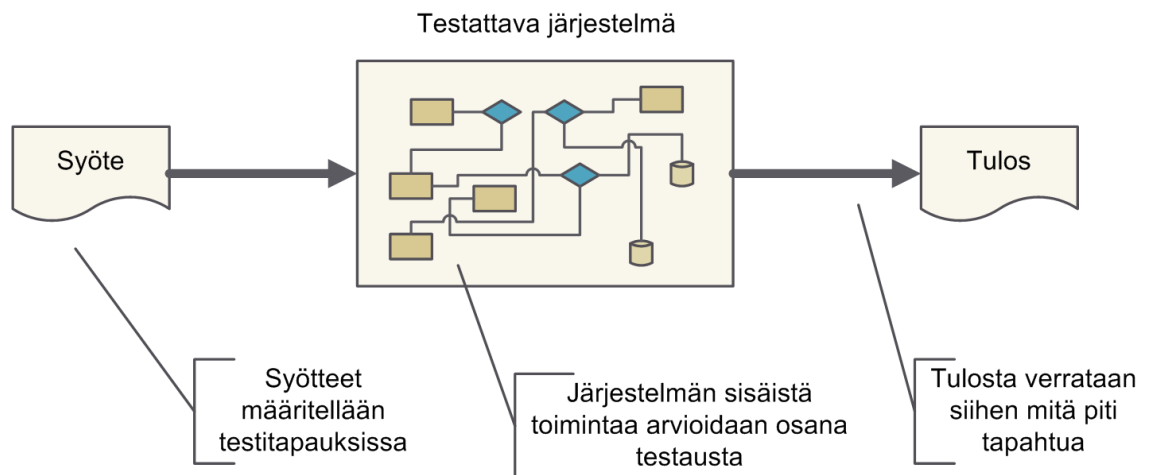 Testattava järjestelmä
Syöte
Tulos
Syötteet
määritellään
testitapauksissa
Järjestelmän sisäistä
toimintaa arvioidaan osana
testausta
Tulosta verrataan
siihen mitä piti
tapahtua